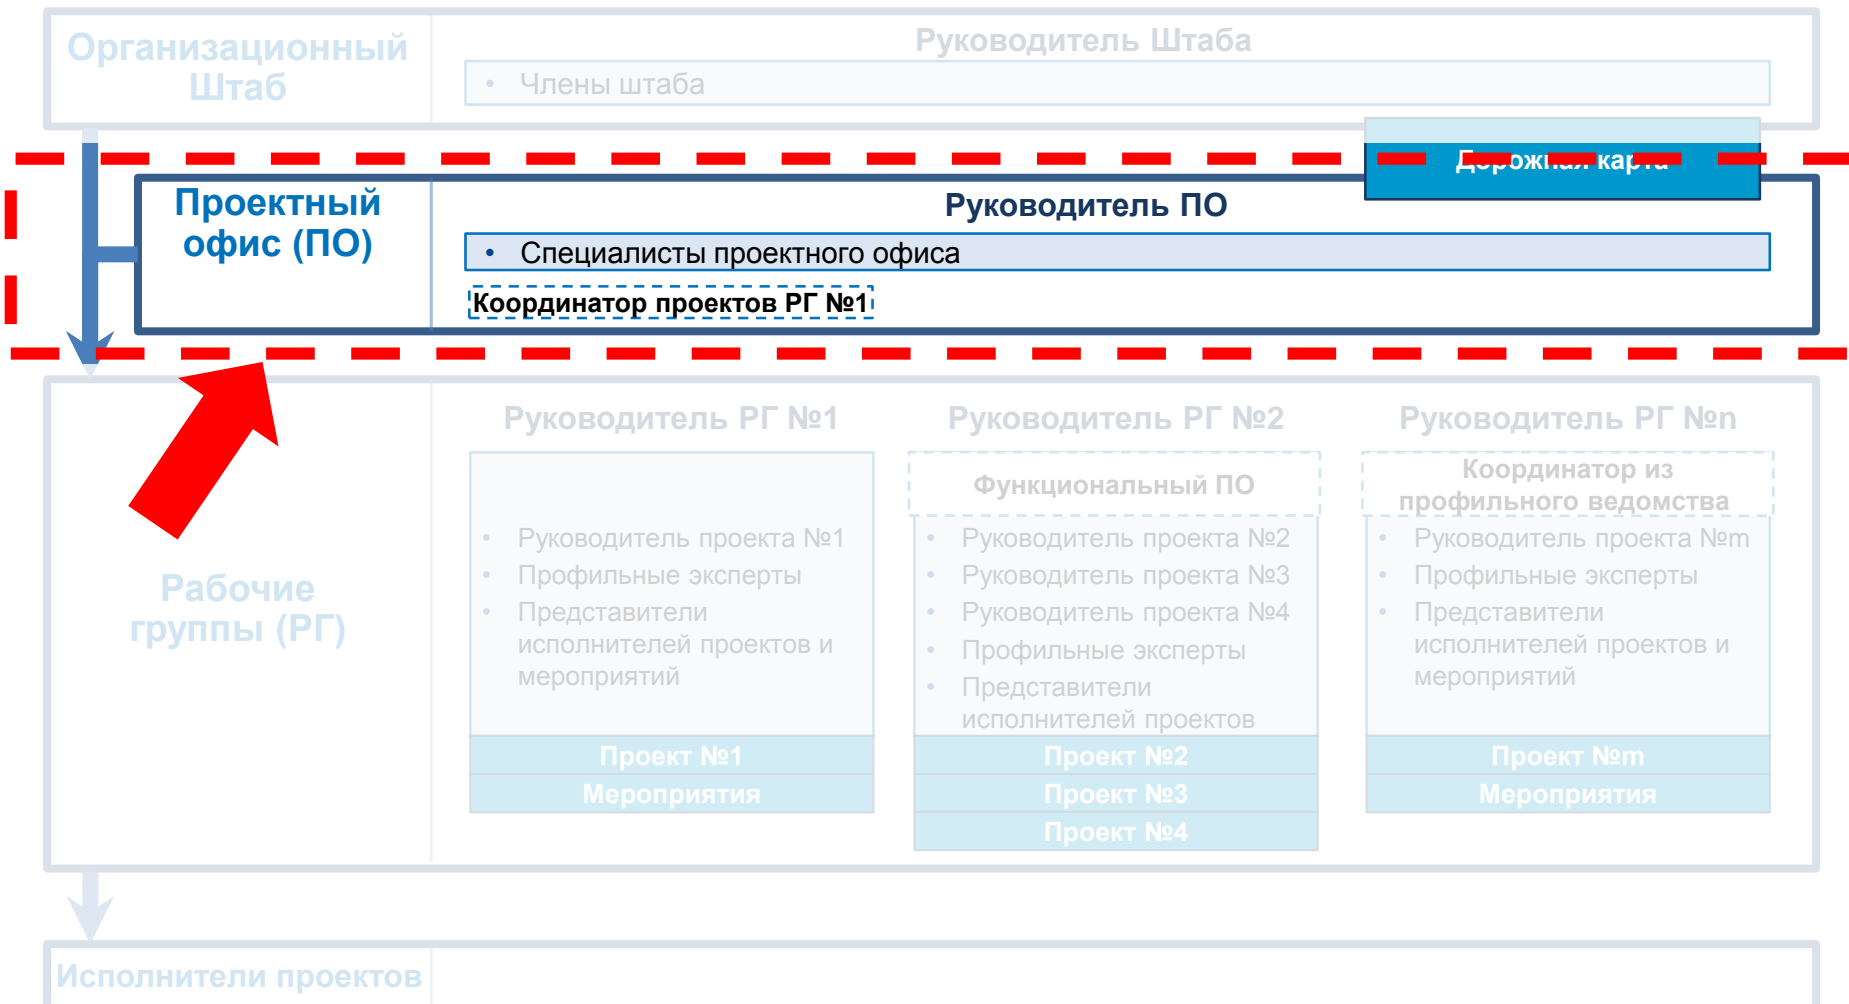 Организационный
Штаб
Руководитель Штаба
• Члены штаба
Дорожная карта
Проектный
офис (ПО)
Руководитель ПО
• Специалисты проектного офиса
Координатор проектов РГ №1
Рабочие
группы (РГ)
Руководитель РГ №1
• Руководитель проекта №1
• Профильные эксперты
• Представители
исполнителей проектов и
мероприятий
Проект №1
Мероприятия
Руководитель РГ №2
Функциональный ПО
• Руководитель проекта №2
• Руководитель проекта №3
• Руководитель проекта №4
• Профильные эксперты
• Представители
исполнителей проектов
Проект №2
Проект №3
Проект №4
Руководитель РГ №n
Координатор из
профильного ведомства
• Руководитель проекта №m
• Профильные эксперты
• Представители
исполнителей проектов и
мероприятий
Проект №m
Мероприятия
Исполнители проектов